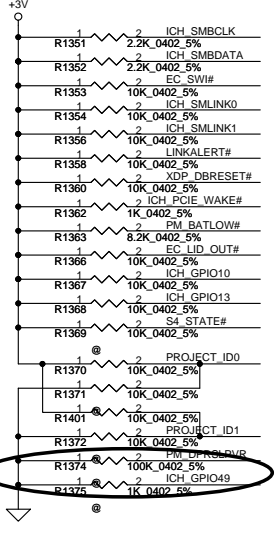 +3V
1 2 ICH_SMBCLK
R1351 2.2K_0402_5%
1 2 ICH_SMBDATA
R1352 2.2K_0402_5%
1 2 EC_SWI#
R1353 10K_0402_5%
1 2 ICH_SMLINK0
R1354 10K_0402_5%
1 2 ICH_SMLINK1
R1356 10K_0402_5%
1 2 LINKALERT#
R1358 10K_0402_5%
1 2 XDP_DBRESET#
R1360 10K_0402_5%
1 2 ICH_PCIE_WAKE#
R1362 1K_0402_5%
1 2 PM_BATLOW#
R1363 8.2K_0402_5%
1 2 EC_LID_OUT#
R1366 10K_0402_5%
1 2 ICH_GPIO10
R1367 10K_0402_5%
1 2 ICH_GPIO13
R1368 10K_0402_5%
1 2 S4_STATE#
R1369 10K_0402_5%
@
1 2 PROJECT_ID0
R1370 10K_0402_5%
1 2
R1371 10K_0402_5%
1 @ 2
R1401 10K_0402_5%
1 2 PROJECT_ID1
R1372 10K_0402_5%
1 @ 2 PM_DPRSLPVR
R1374 100K_0402_5%
1 @ 2 ICH_GPIO49
R1375 1K_0402_5%
@